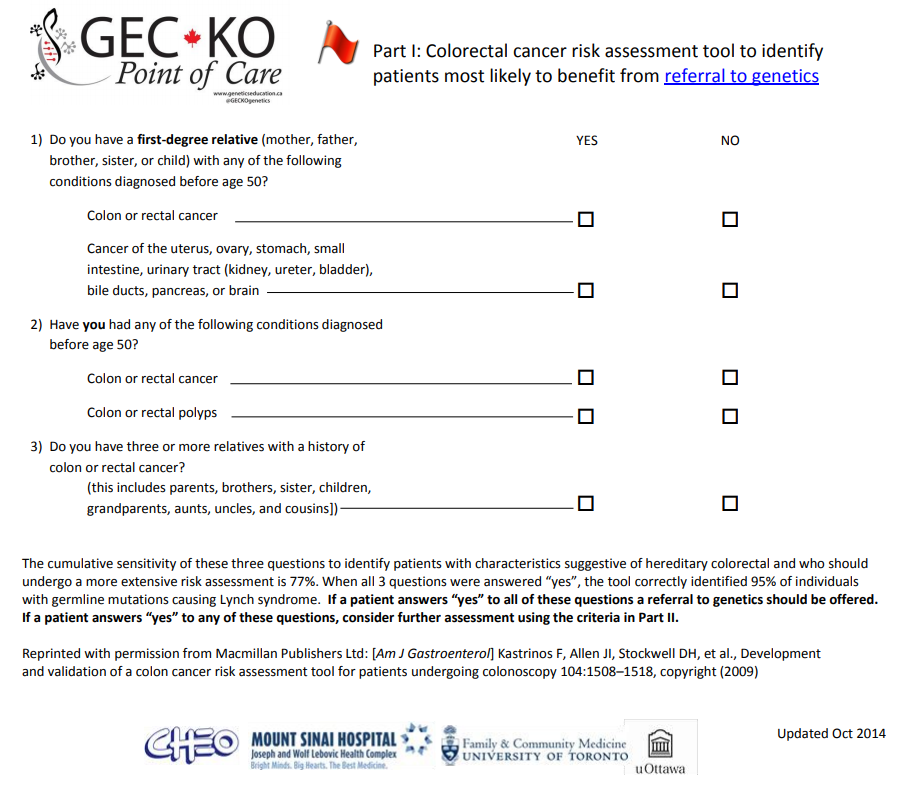 GEC KO
Point of Care
www.geneticseducation.ca
@GECKOgenetics
Part I: Colorectal cancer risk assessment tool to identify
patients most likely to benefit from referral to genetics
1) Do you have a first-degree relative (mother, father,
brother, sister, or child) with any of the following
conditions diagnosed before age 50?
YES NO
Colon or rectal cancer
Cancer of the uterus, ovary, stomach, small
intestine, urinary tract (kidney, ureter, bladder),
bile ducts, pancreas, or brain
2) Have you had any of the following conditions diagnosed
before age 50?
Colon or rectal cancer
Colon or rectal polyps
3) Do you have three or more relatives with a history of
colon or rectal cancer?
(this includes parents, brothers, sister, children,
grandparents, aunts, uncles, and cousins])
The cumulative sensitivity of these three questions to identify patients with characteristics suggestive of hereditary colorectal and who should
undergo a more extensive risk assessment is 77%. When all 3 questions were answered “yes”, the tool correctly identified 95% of individuals
with germline mutations causing Lynch syndrome. If a patient answers “yes” to all of these questions a referral to genetics should be offered.
If a patient answers “yes” to any of these questions, consider further assessment using the criteria in Part II.
Reprinted with permission from Macmillan Publishers Ltd: [Am J Gastroenterol] Kastrinos F, Allen JI, Stockwell DH, et al., Development
and validation of a colon cancer risk assessment tool for patients undergoing colonoscopy 104:1508–1518, copyright (2009)
CHEO
MOUNT SINAI HOSPITAL
Joseph and Wolf Lebovic Health Complex
Bright Minds. Big Hearts. The Best Medicine.
Family & Community Medicine
UNIVERSITY OF TORONTO
uOttawa
Updated Oct 2014